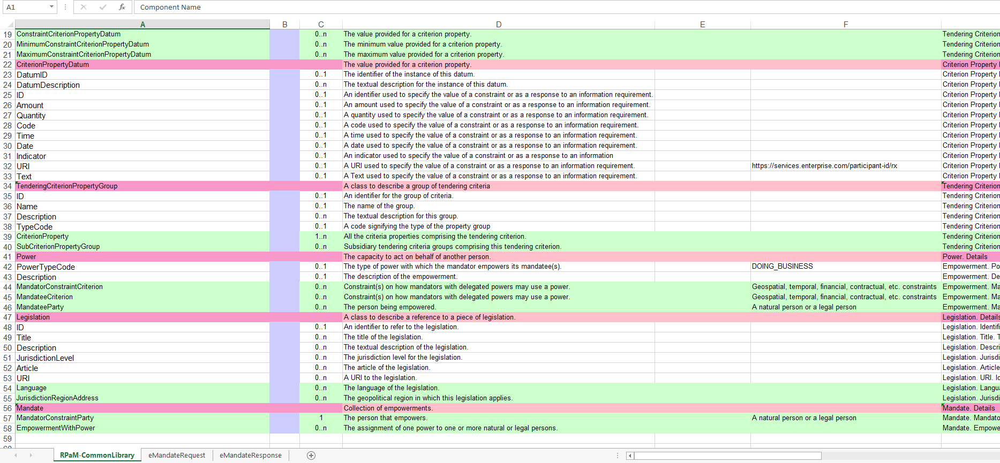 A1 fx Component Name
A B C D E F
19 ConstraintCriterionPropertyDatum 0..n The value provided for a criterion property. Tendering Criterion
20 MinimumConstraintCriterionPropertyDatum 0..n The minimum value provided for a criterion property. Tendering Criterion
21 MaximumConstraintCriterionPropertyDatum 0..n The maximum value provided for a criterion property. Tendering Criterion
22 CriterionPropertyDatum The value provided for a criterion property. Criterion Property
23 DatumID 0..1 The identifier of the instance of this datum. Criterion Property
24 DatumDescription 0..n The textual description for the instance of this datum. Criterion Property
25 ID 0..1 An identifier used to specify the value of a constraint or as a response to an information requirement. Criterion Property
26 Amount 0..1 An amount used to specify the value of a constraint or as a response to an information requirement. Criterion Property
27 Quantity 0..1 A quantity used to specify the value of a constraint or as a response to an information requirement. Criterion Property
28 Code 0..1 A code used to specify the value of a constraint or as a response to an information requirement. Criterion Property
29 Time 0..1 A time used to specify the value of a constraint or as a response to an information requirement. Criterion Property
30 Date 0..1 A date used to specify the value of a constraint or as a response to an information requirement. Criterion Property
31 Indicator 0..1 An indicator used to specify the value of a constraint or as a response to an information Criterion Property
32 URI 0..1 A URI used to specify the value of a constraint or as a response to an information requirement. https://services.enterprise.com/participant-id/rx Criterion Property
33 Text 0..1 A Text used to specify the value of a constraint or as a response to an information requirement. Criterion Property
34 TenderingCriterionPropertyGroup A class to describe a group of tendering criteria Tendering Criterion
35 ID 0..1 An identifier for the group of criteria. Tendering Criterion
36 Name 0..1 The name of the group. Tendering Criterion
37 Description 0..n The textual description for this group. Tendering Criterion
38 TypeCode 0..1 A code signifying the type of the property group Tendering Criterion
39 CriterionProperty 1..n All the criteria properties comprising the tendering criterion. Tendering Criterion
40 SubCriterionPropertyGroup 0..n Subsidiary tendering criteria groups comprising this tendering criterion. Tendering Criterion
41 Power The capacity to act on behalf of another person. Power. Details
42 PowerTypeCode 0..1 The type of power with which the mandator empowers its mandatee(s). DOING_BUSINESS Empowerment. Po
43 Description 0..1 The description of the empowerment. Empowerment. De
44 MandatorConstraintCriterion 0..n Constraint(s) on how mandators with delegated powers may use a power. Geospatial, temporal, financial, contractual, etc. constraints Empowerment. Ma
45 MandateeCriterion 0..n Constraint(s) on how mandators with delegated powers may use a power. Geospatial, temporal, financial, contractual, etc. constraints Empowerment. Ma
46 MandateeParty 0..n The person being empowered. A natural person or a legal person Empowerment. Ma
47 Legislation A class to describe a reference to a piece of legislation. Legislation. Details
48 ID 0..1 An identifier to refer to the legislation. Legislation. Identifi
49 Title 0..n The title of the legislation. Legislation. Title. T
50 Description 0..n The textual description of the legislation. Legislation. Descri
51 JurisdictionLevel 0..n The jurisdiction level for the legislation. Legislation. Jurisdi
52 Article 0..n The article of the legislation. Legislation. Article
53 URI 0..n A URI to the legislation. Legislation. URI. Id
54 Language 0..n The language of the legislation. Legislation. Langua
55 JurisdictionRegionAddress 0..n The geopolitical region in which this legislation applies. Legislation. Jurisdi
56 Mandate Collection of empowerments. Mandate. Details
57 MandatorConstraintParty 1 The person that empowers. A natural person or a legal person Mandate. Mandato
58 EmpowermentWithPower 0..n The assignment of one power to one or more natural or legal persons. Mandate. Empowe
59
RPaM-CommonLibrary eMandateRequest eMandateResponse